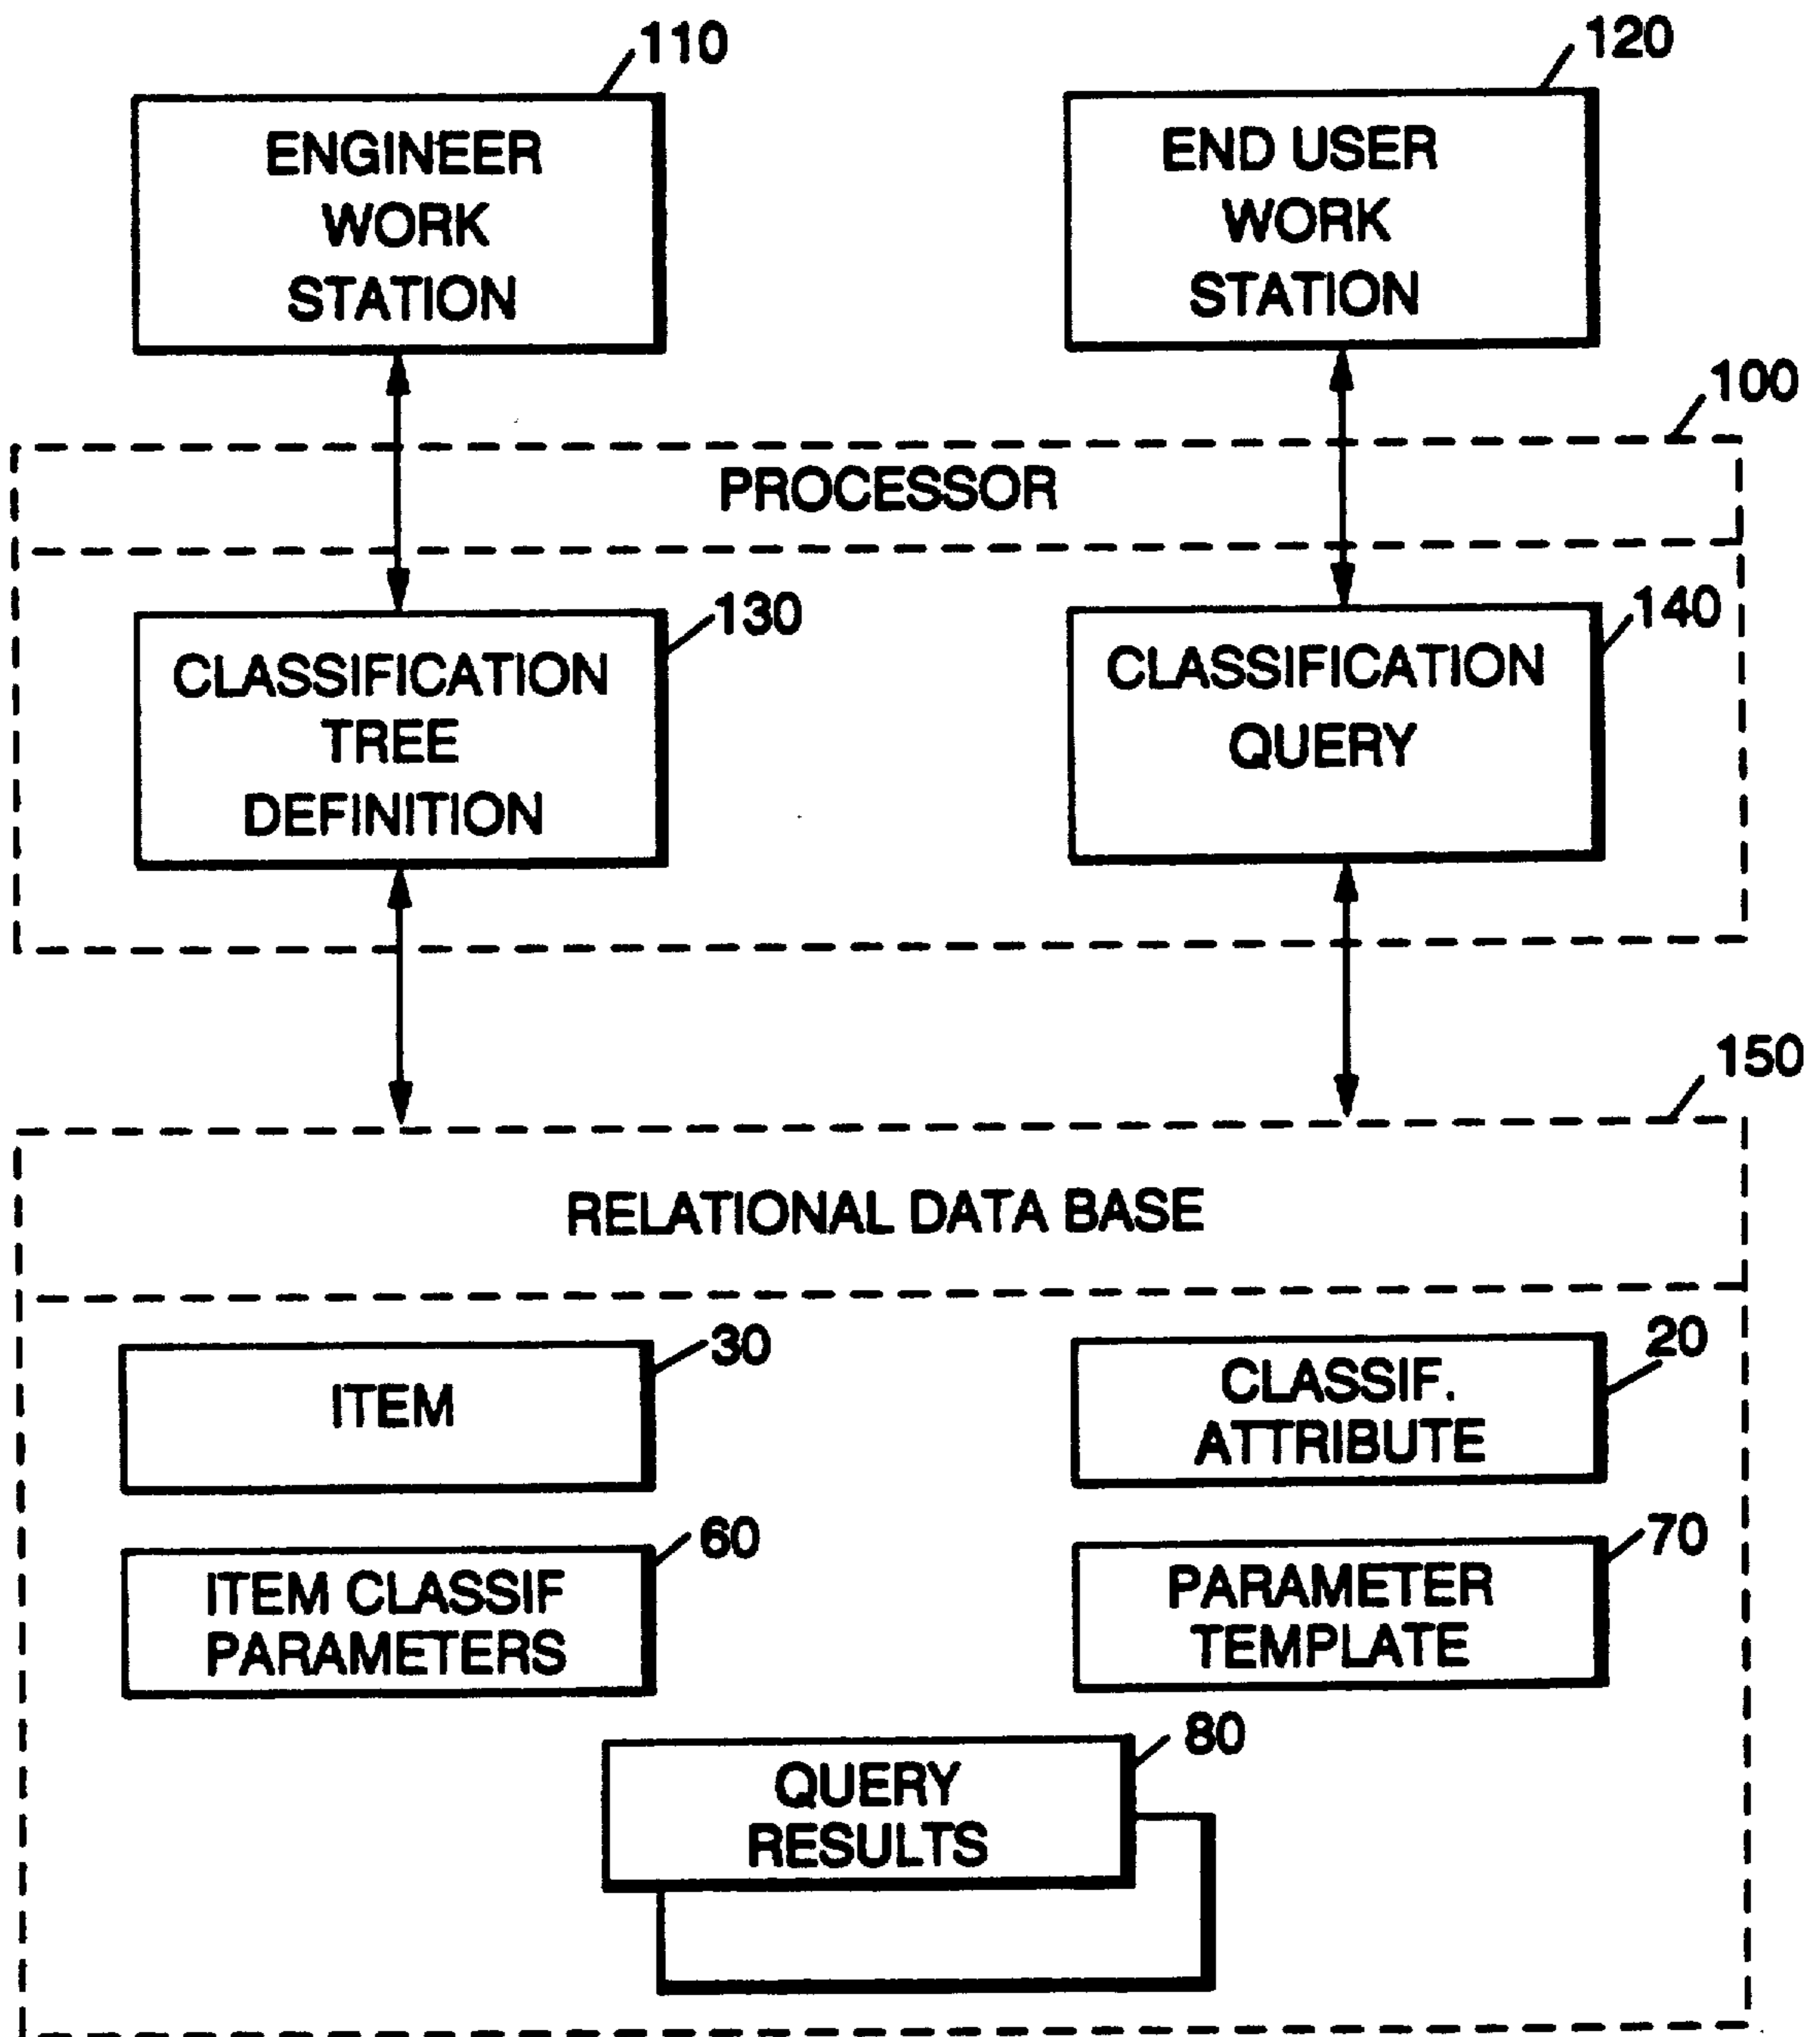 110
120
ENGINEER
WORK
STATION
END USER
WORK
STATION
100
PROCESSOR
130
CLASSIFICATION
TREE
DEFINITION
140
CLASSIFICATION
QUERY
150
RELATIONAL DATA BASE
30
ITEM
20
CLASSIF.
ATTRIBUTE
60
ITEM CLASSIF
PARAMETERS
70
PARAMETER
TEMPLATE
80
QUERY
RESULTS